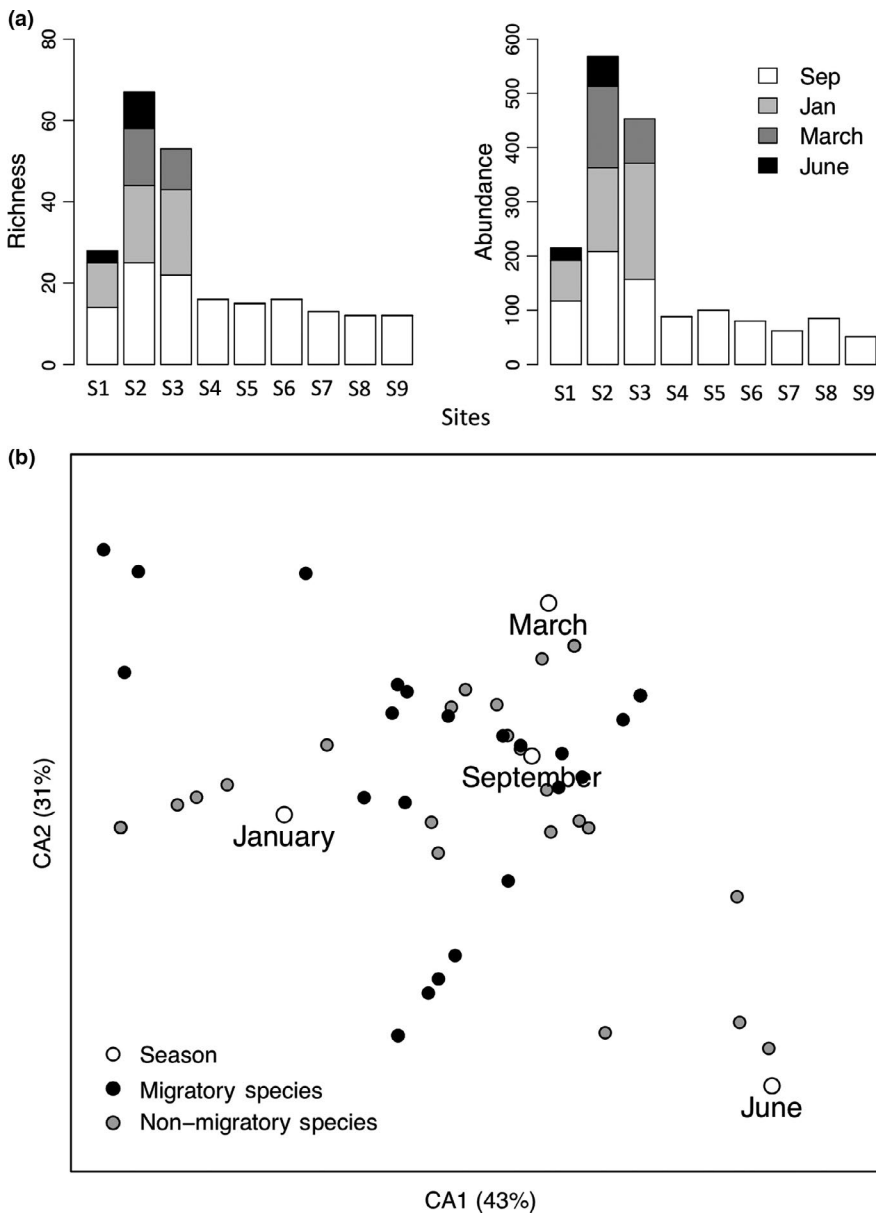 (a)
Richness
0 20 40 60 80
S1 S2 S3 S4 S5 S6 S7 S8 S9
Abundance
0 100 200 300 400 500 600
Sep
Jan
March
June
S1 S2 S3 S4 S5 S6 S7 S8 S9
Sites
(b)
CA2 (31%)
March
September
January
June
Season
Migratory species
Non-migratory species
CA1 (43%)